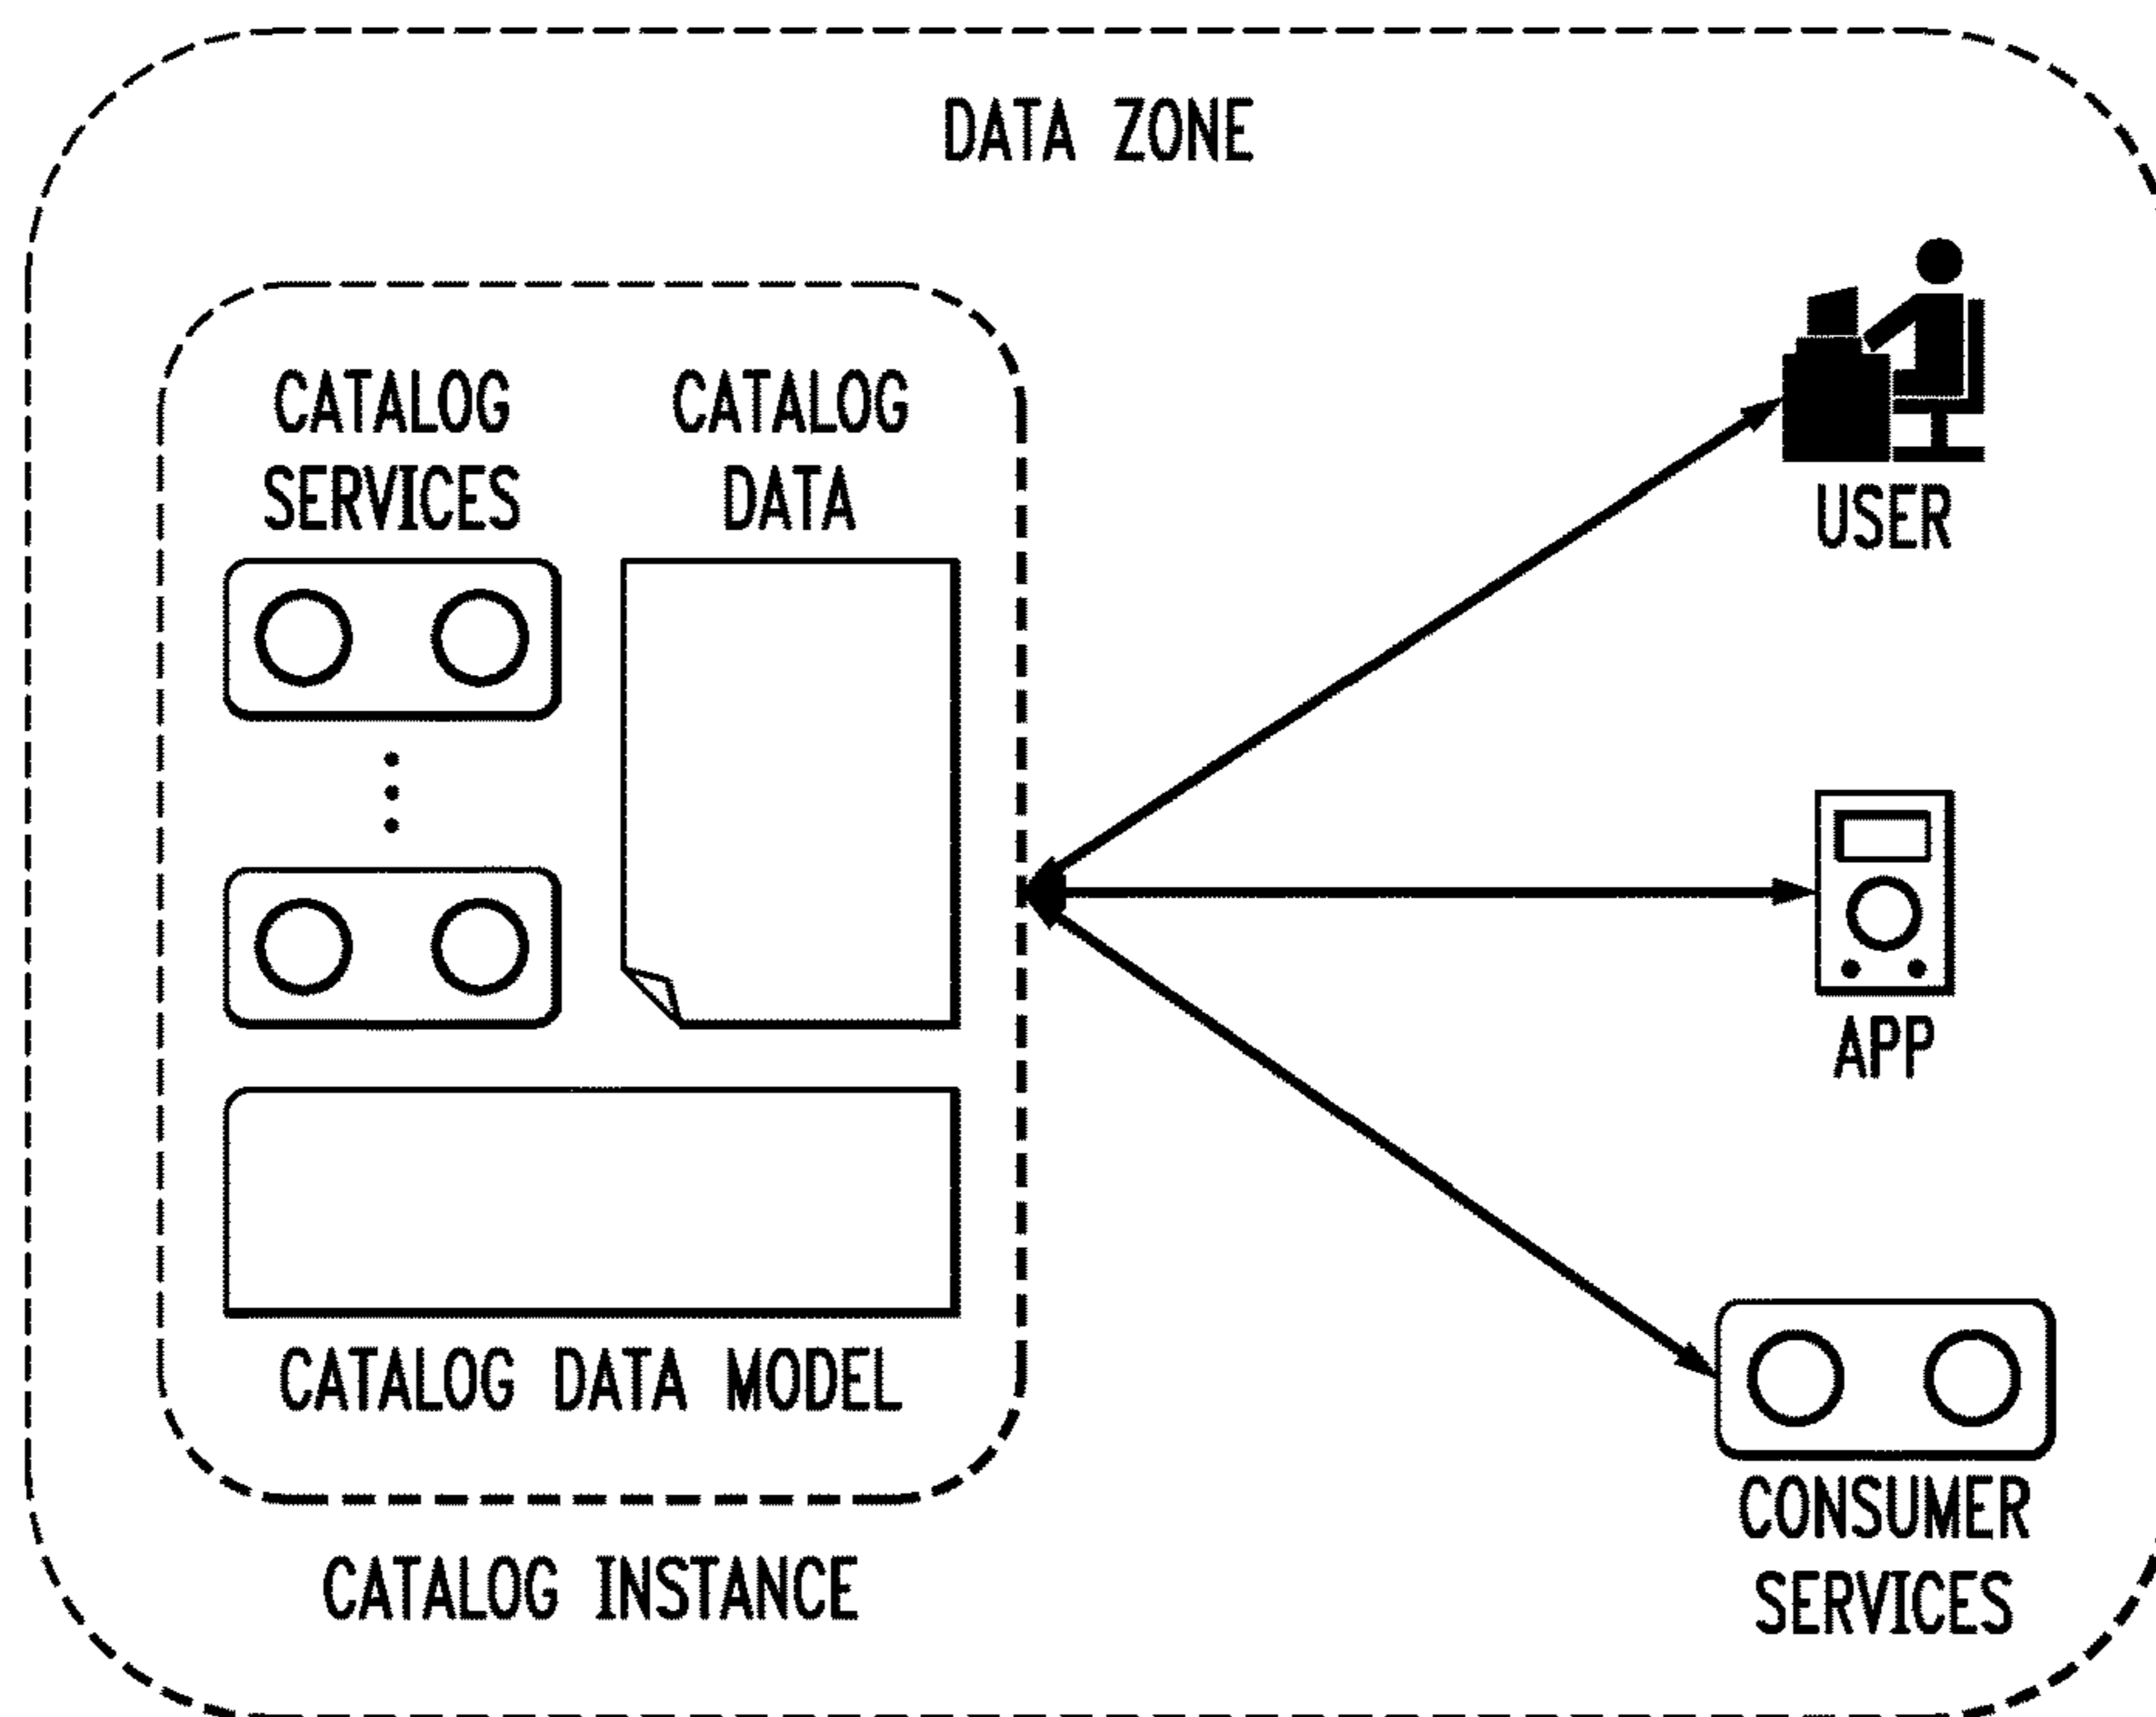 DATA ZONE
CATALOG
SERVICES
CATALOG
DATA
CATALOG DATA MODEL
CATALOG INSTANCE
USER
APP
CONSUMER
SERVICES